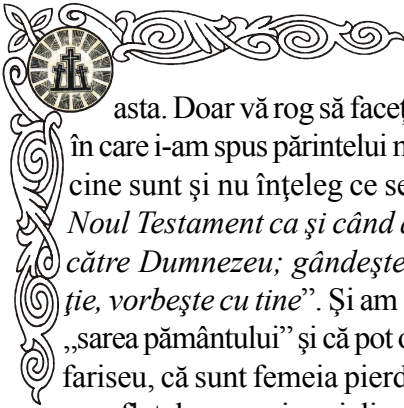 asta. Doar vă rog să faceț
în care i-am spus părintelui
cine sunt şi nu înţeleg ce
Noul Testament ca şi când
către Dumnezeu; gândeşte
ţie, vorbeşte cu tine”. Şi am
„sarea pământului” şi că pot
fariseu, că sunt femeia pierd